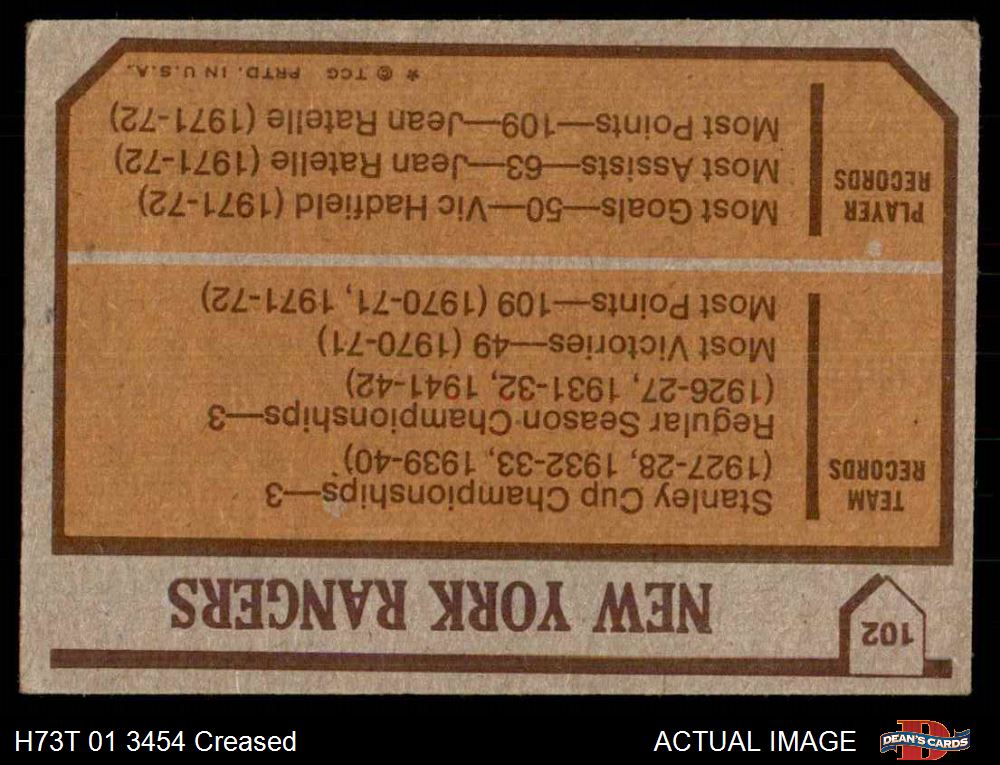 102
NEW YORK RANGERS
TEAM
RECORDS
Stanley Cup Championships—3
(1927-28, 1932-33, 1939-40)
Regular Season Championships—3
(1926-27, 1931-32, 1941-42)
Most Victories—49 (1970-71)
Most Points—109 (1970-71, 1971-72)
PLAYER
RECORDS
Most Goals—50—Vic Hadfield (1971-72)
Most Assists—63—Jean Ratelle (1971-72)
Most Points—109—Jean Ratelle (1971-72)
★ © TCG PRTD. IN U.S.A.
H73T 01 3454 Creased
ACTUAL IMAGE
D
DEAN'S CARDS